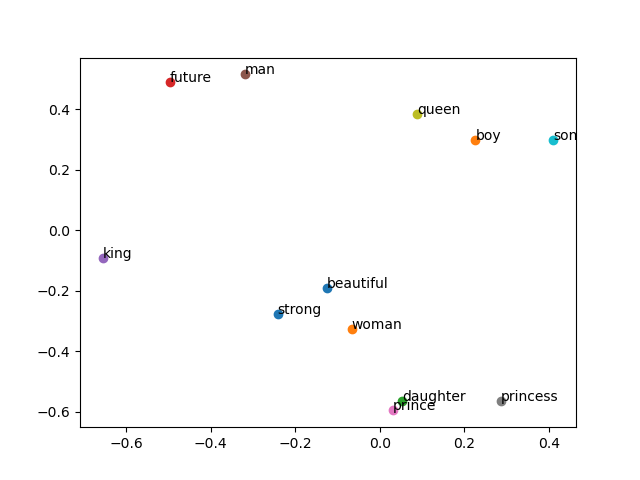 man
future
queen
0.4
boy
son
0.2
0.0
king
beautiful
−0.2
strong
woman
−0.4
daughter
princess
prince
−0.6
−0.6
−0.4
−0.2
0.0
0.2
0.4